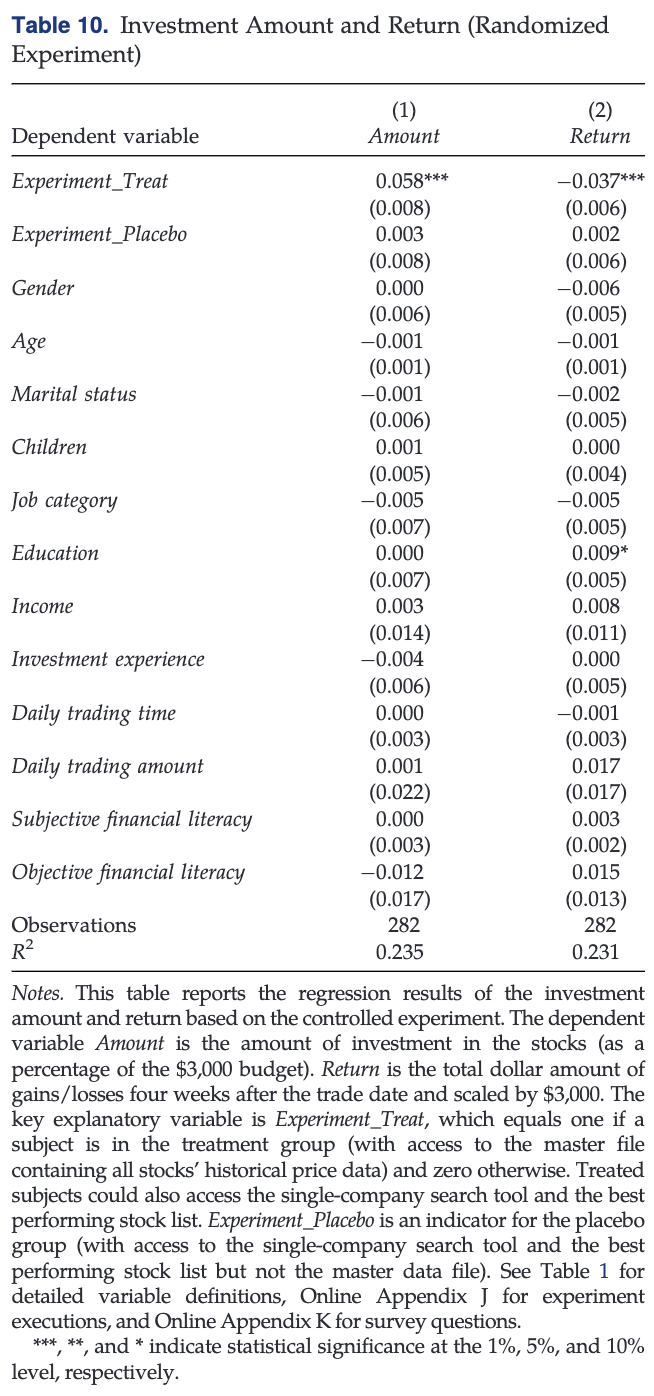 Table 10. Investment Amount and Return (Randomized
Experiment)
(1) (2)
Dependent variable Amount Return
Experiment_Treat 0.058*** −0.037***
(0.008) (0.006)
Experiment_Placebo 0.003 0.002
(0.008) (0.006)
Gender 0.000 −0.006
(0.006) (0.005)
Age −0.001 −0.001
(0.001) (0.001)
Marital status −0.001 −0.002
(0.006) (0.005)
Children 0.001 0.000
(0.005) (0.004)
Job category −0.005 −0.005
(0.007) (0.005)
Education 0.000 0.009*
(0.007) (0.005)
Income 0.003 0.008
(0.014) (0.011)
Investment experience −0.004 0.000
(0.006) (0.005)
Daily trading time 0.000 −0.001
(0.003) (0.003)
Daily trading amount 0.001 0.017
(0.022) (0.017)
Subjective financial literacy 0.000 0.003
(0.003) (0.002)
Objective financial literacy −0.012 0.015
(0.017) (0.013)
Observations 282 282
R² 0.235 0.231
Notes. This table reports the regression results of the investment
amount and return based on the controlled experiment. The dependent
variable Amount is the amount of investment in the stocks (as a
percentage of the $3,000 budget). Return is the total dollar amount of
gains/losses four weeks after the trade date and scaled by $3,000. The
key explanatory variable is Experiment_Treat, which equals one if a
subject is in the treatment group (with access to the master file
containing all stocks' historical price data) and zero otherwise. Treated
subjects could also access the single-company search tool and the best
performing stock list. Experiment_Placebo is an indicator for the placebo
group (with access to the single-company search tool and the best
performing stock list but not the master data file). See Table 1 for
detailed variable definitions, Online Appendix J for experiment
executions, and Online Appendix K for survey questions.
***, **, and * indicate statistical significance at the 1%, 5%, and 10%
level, respectively.